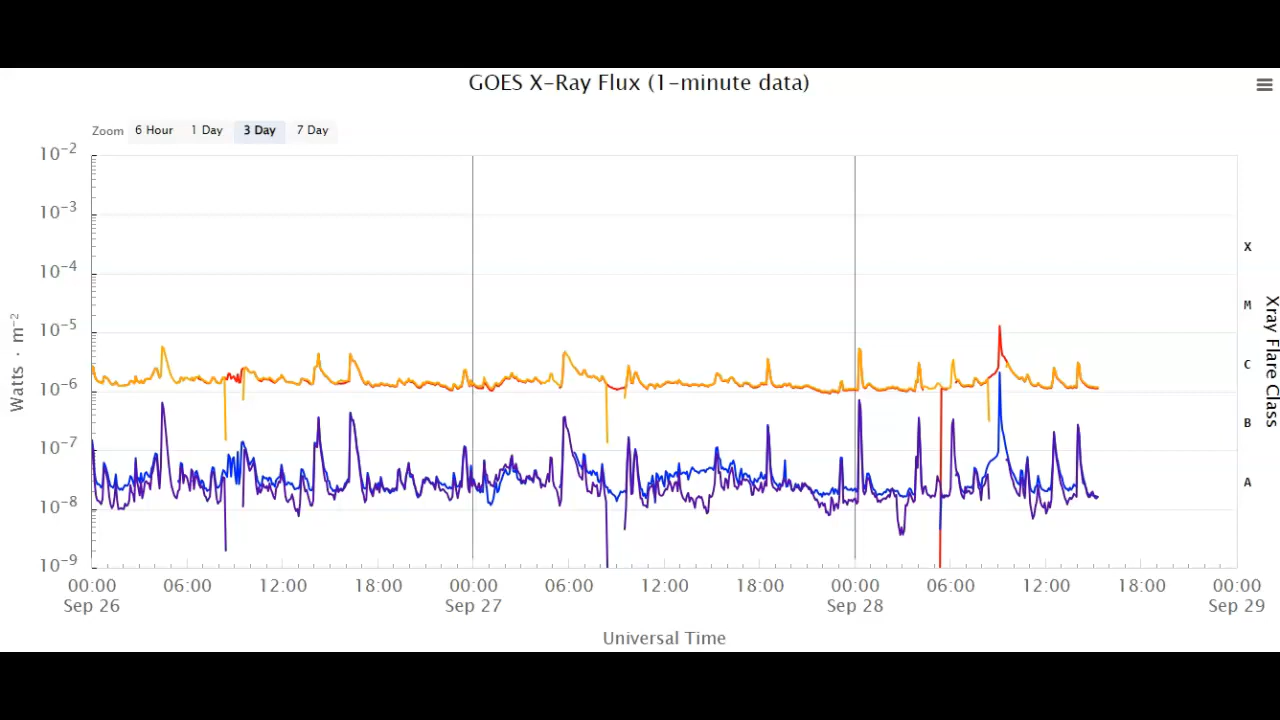 GOES X-Ray Flux (1-minute data)
Zoom 6 Hour 1 Day 3 Day 7 Day
10⁻²
10⁻³
10⁻⁴
10⁻⁵
10⁻⁶
10⁻⁷
10⁻⁸
10⁻⁹
Watts · m⁻²
X
M
C
B
A
Xray Flare Class
00:00 06:00 12:00 18:00 00:00 06:00 12:00 18:00 00:00 06:00 12:00 18:00 00:00
Sep 26 Sep 27 Sep 28 Sep 29
Universal Time